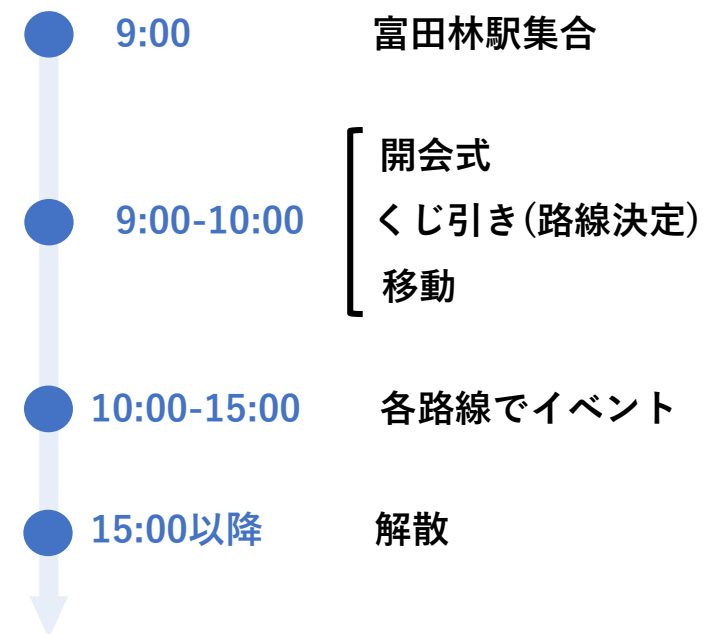 9:00 富田林駅集合
開会式
9:00-10:00 くじ引き(路線決定)
移動
10:00-15:00 各路線でイベント
15:00以降 解散